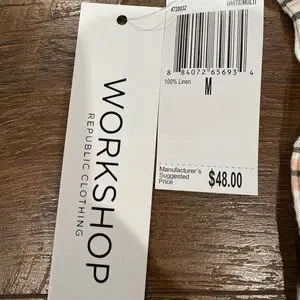 WORKSHOP
REPUBLIC CLOTHING
4720032
WHITE/MULTI
8 84072 65693 4
100% Linen
M
Manufacturer's
Suggested
Price
$48.00